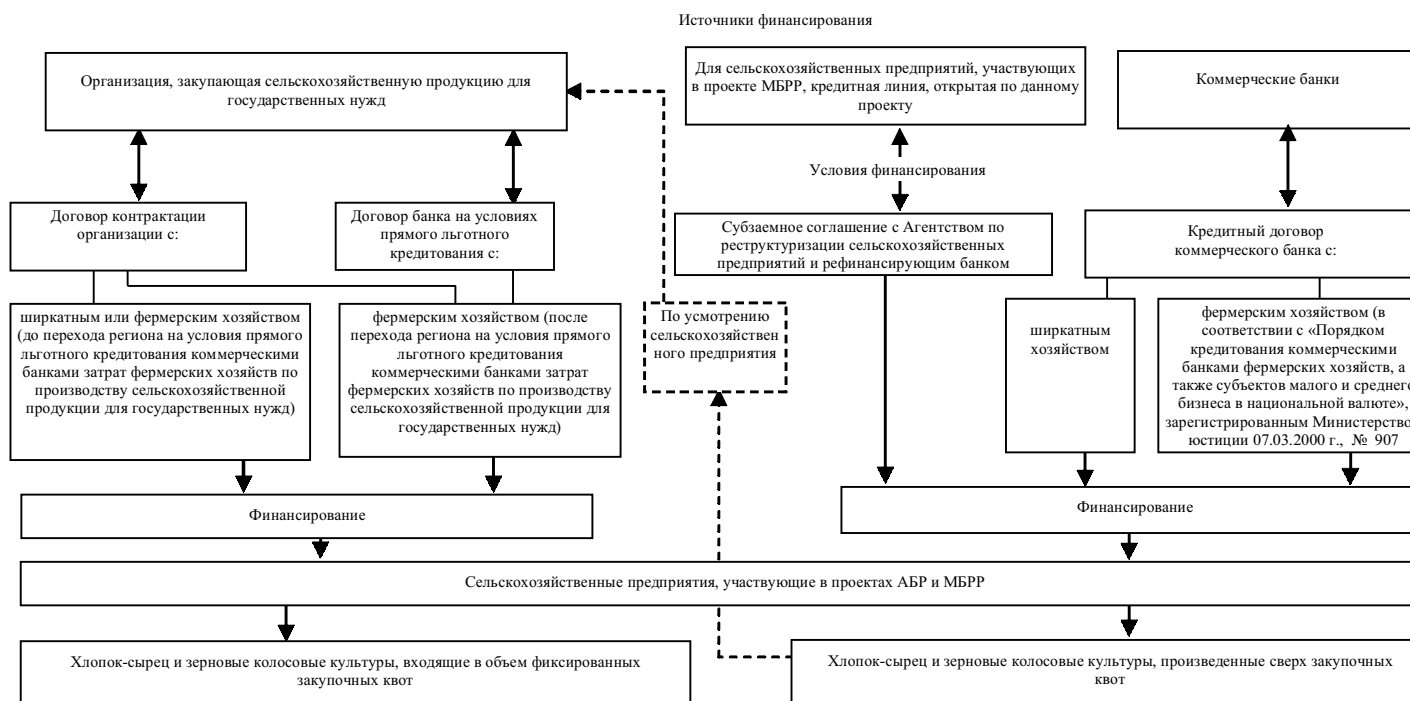 Источники финансирования
Организация, закупающая сельскохозяйственную продукцию для
государственных нужд
Для сельскохозяйственных предприятий, участвующих
в проекте МБРР, кредитная линия, открытая по данному
проекту
Коммерческие банки
Условия финансирования
Договор контрактации
организации с:
Договор банка на условиях
прямого льготного
кредитования с:
Субзаемное соглашение с Агентством по
реструктуризации сельскохозяйственных
предприятий и рефинансирующим банком
Кредитный договор
коммерческого банка с:
ширкатным или фермерским хозяйством
(до перехода региона на условия прямого
льготного кредитования коммерческими
банками затрат фермерских хозяйств по
производству сельскохозяйственной
продукции для государственных нужд)
фермерским хозяйством (после
перехода региона на условия прямого
льготного кредитования
коммерческими банками затрат
фермерских хозяйств по производству
сельскохозяйственной продукции для
государственных нужд)
По усмотрению
сельскохозяйствен
ного предприятия
ширкатным
хозяйством
фермерским хозяйством (в
соответствии с «Порядком
кредитования коммерческими
банками фермерских хозяйств, а
также субъектов малого и среднего
бизнеса в национальной валюте»,
зарегистрированным Министерство
юстиции 07.03.2000 г., № 907
Финансирование
Финансирование
Сельскохозяйственные предприятия, участвующие в проектах АБР и МБРР
Хлопок-сырец и зерновые колосовые культуры, входящие в объем фиксированных
закупочных квот
Хлопок-сырец и зерновые колосовые культуры, произведенные сверх закупочных
квот